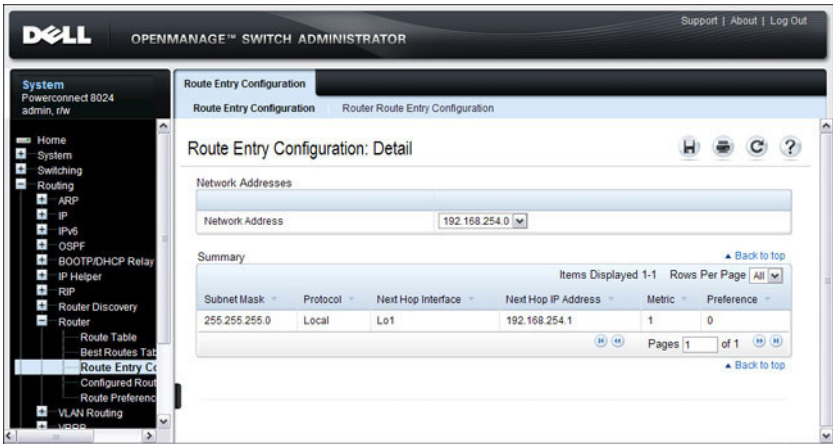 Support | About | Log Out
DELL
OPENMANAGE™ SWITCH ADMINISTRATOR
System
Powerconnect 8024
admin, r/w
Home
System
Switching
Routing
ARP
IP
IPv6
OSPF
BOOTP/DHCP Relay
IP Helper
RIP
Router Discovery
Router
Route Table
Best Routes Tab
Route Entry Co
Configured Rout
Route Preferenc
VLAN Routing
VRRP
Route Entry Configuration
Route Entry Configuration Router Route Entry Configuration
Route Entry Configuration: Detail
Network Addresses
Network Address 192.168.254.0
Summary
Back to top
Items Displayed 1-1 Rows Per Page All
Subnet Mask Protocol Next Hop Interface Next Hop IP Address Metric Preference
255.255.255.0 Local Lo1 192.168.254.1 1 0
Pages 1 of 1
Back to top